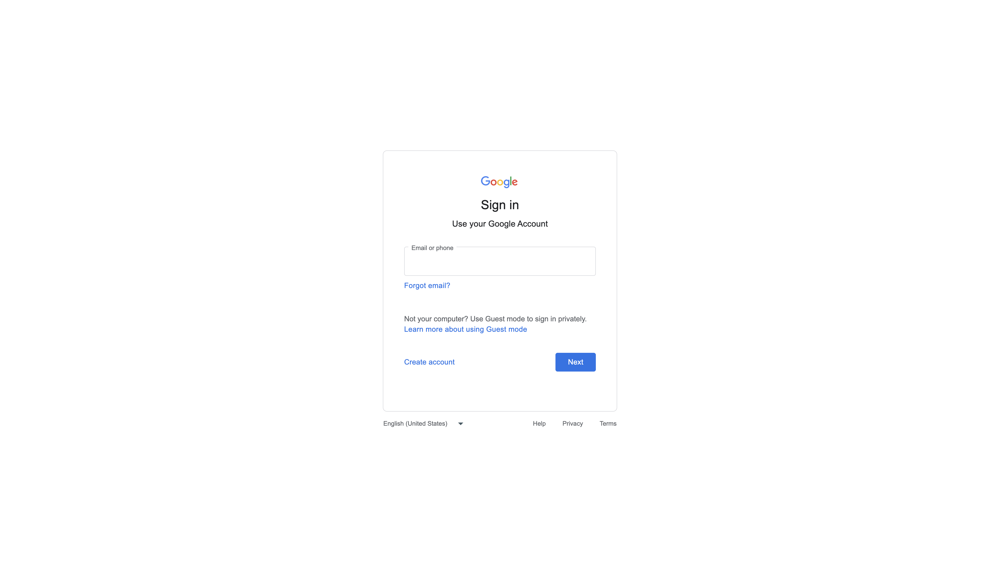 Google
Sign in
Use your Google Account
Email or phone
Forgot email?
Not your computer? Use Guest mode to sign in privately.
Learn more about using Guest mode
Create account
Next
English (United States)
Help
Privacy
Terms